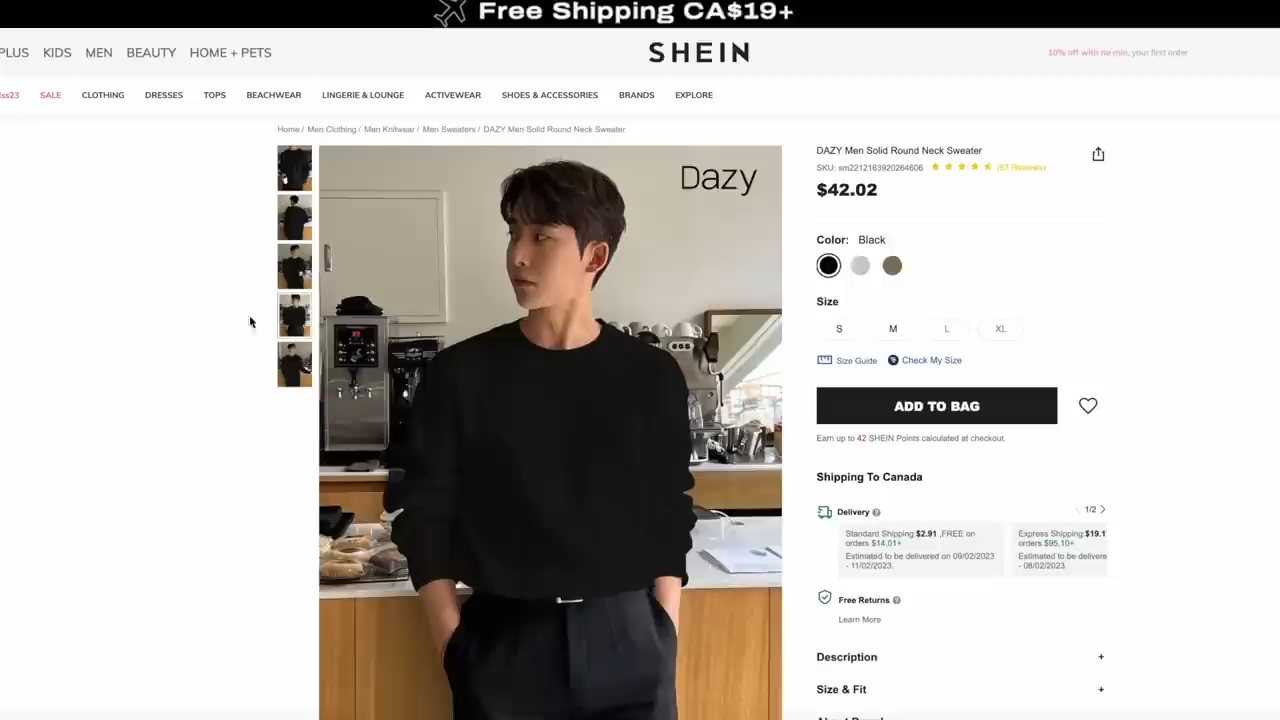 Free Shipping CA$19+
PLUS KIDS MEN BEAUTY HOME + PETS
SHEIN
10% off with no min, your first order
ss23 SALE CLOTHING DRESSES TOPS BEACHWEAR LINGERIE & LOUNGE ACTIVEWEAR SHOES & ACCESSORIES BRANDS EXPLORE
Home / Men Clothing / Men Knitwear / Men Sweaters / DAZY Men Solid Round Neck Sweater
Dazy
DAZY Men Solid Round Neck Sweater
SKU: sm2212163920264606 (67 Reviews)
$42.02
Color: Black
Size
S M L XL
Size Guide Check My Size
ADD TO BAG
Earn up to 42 SHEIN Points calculated at checkout.
Shipping To Canada
Delivery ? 1/2
Standard Shipping:$2.91 ,FREE on
orders $14.01+
Estimated to be delivered on 09/02/2023
- 11/02/2023.
Express Shipping:$19.1
orders $95.10+
Estimated to be delivere
- 08/02/2023.
Free Returns ?
Learn More
Description +
Size & Fit +